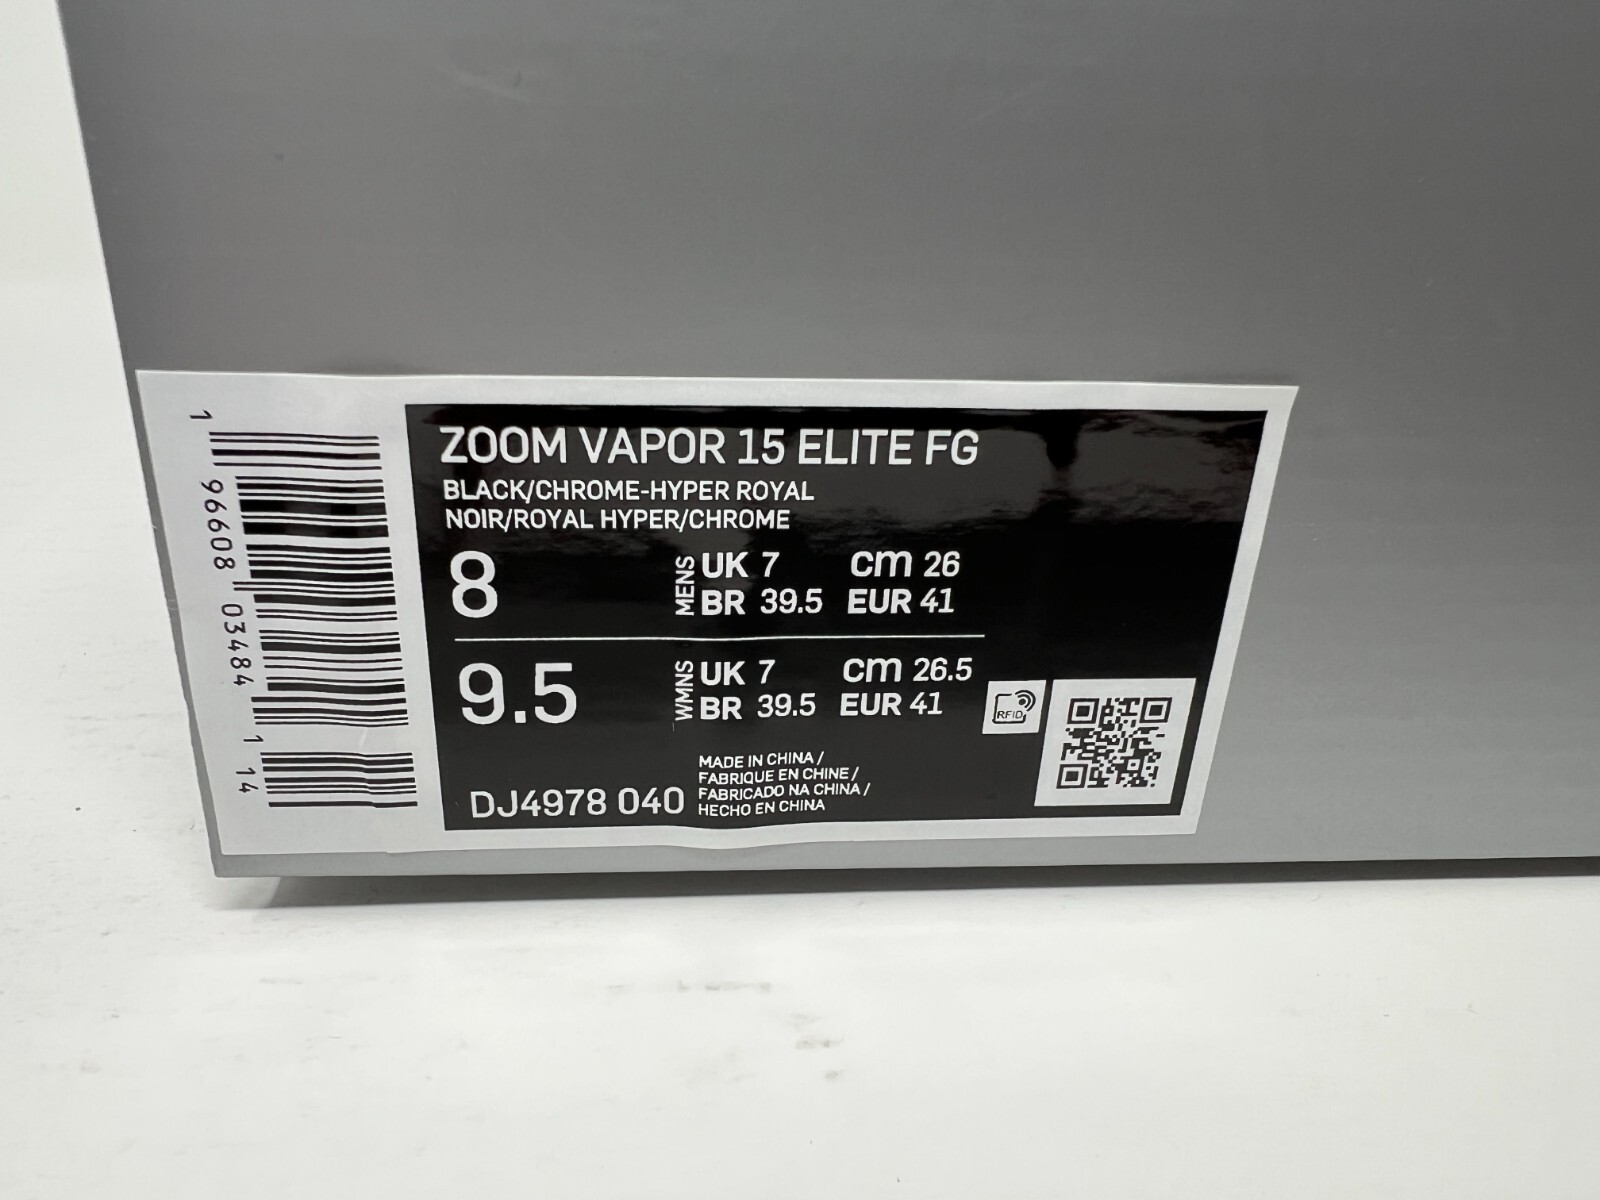 ZOOM VAPOR 15 ELITE FG
BLACK/CHROME-HYPER ROYAL
NOIR/ROYAL HYPER/CHROME
8
MENS
UK 7 cm 26
BR 39.5 EUR 41
9.5
WMNS
UK 7 cm 26.5
BR 39.5 EUR 41
RFID
DJ4978 040
MADE IN CHINA /
FABRIQUE EN CHINE /
FABRICADO NA CHINA /
HECHO EN CHINA
1 96608 03484 1 14